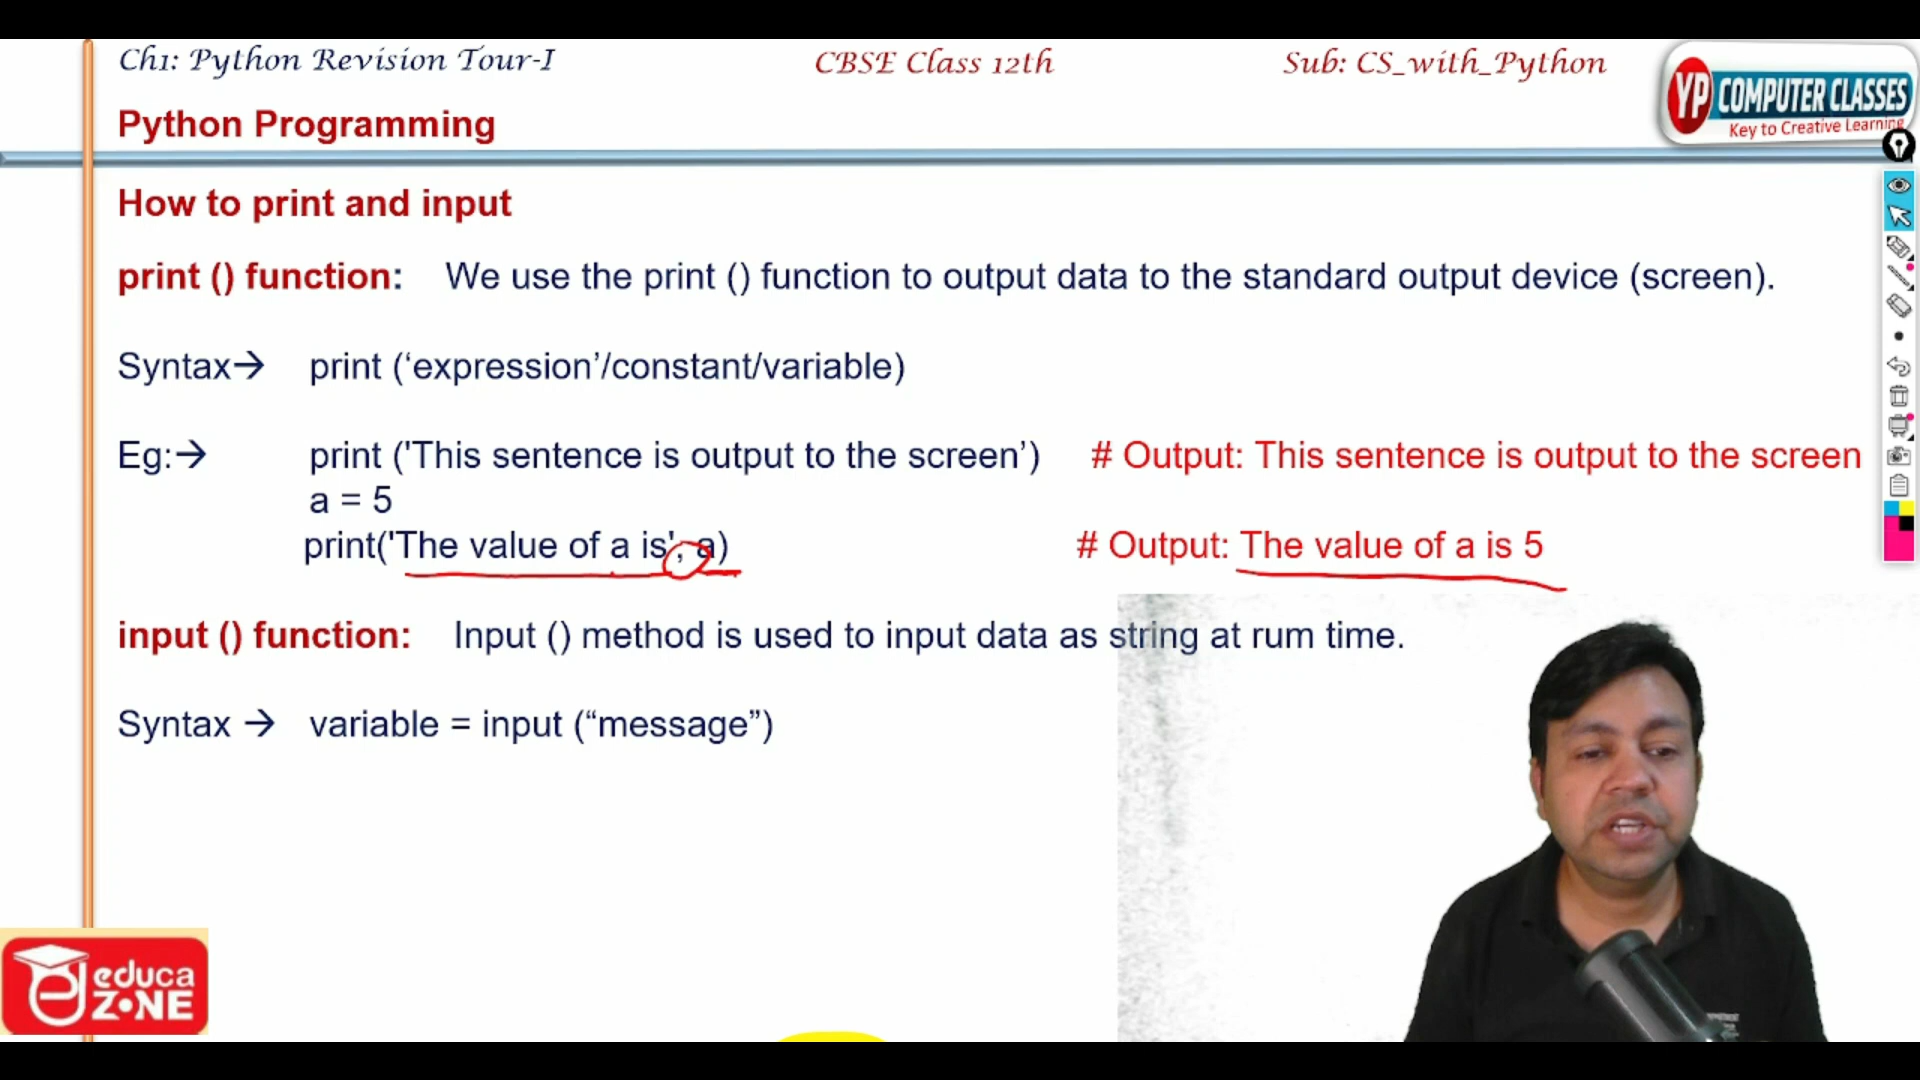 Ch1: Python Revision Tour-I CBSE Class 12th Sub: CS_with_Python
YP COMPUTER CLASSES
Key to Creative Learning
Python Programming
How to print and input
print () function: We use the print () function to output data to the standard output device (screen).
Syntax→ print (‘expression’/constant/variable)
Eg:→ print ('This sentence is output to the screen’) # Output: This sentence is output to the screen
a = 5
print('The value of a is', a) # Output: The value of a is 5
input () function: Input () method is used to input data as string at rum time.
Syntax → variable = input (“message”)
educa
ZONE